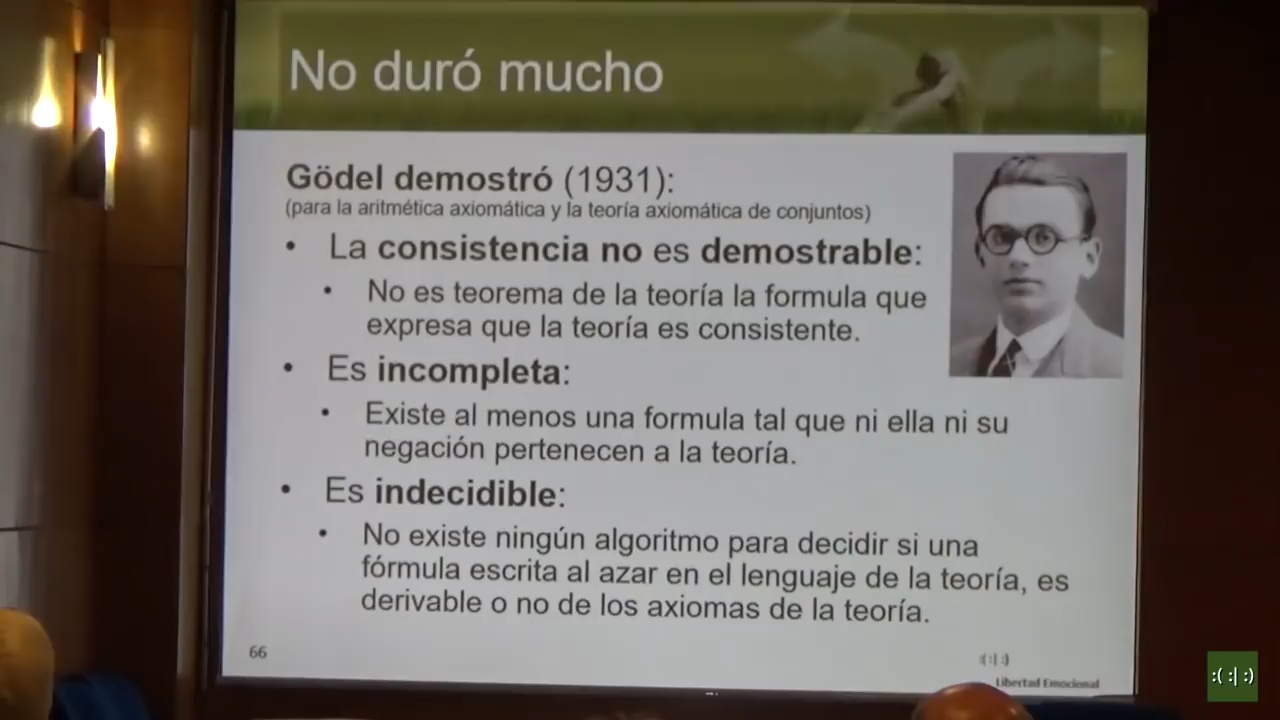 No duró mucho
Gödel demostró (1931):
(para la aritmética axiomática y la teoría axiomática de conjuntos)
• La consistencia no es demostrable:
• No es teorema de la teoría la formula que
expresa que la teoría es consistente.
• Es incompleta:
• Existe al menos una formula tal que ni ella ni su
negación pertenecen a la teoría.
• Es indecidible:
• No existe ningún algoritmo para decidir si una
fórmula escrita al azar en el lenguaje de la teoría, es
derivable o no de los axiomas de la teoría.
66
:( :| :)
Libertad Emocional
:( :| :)